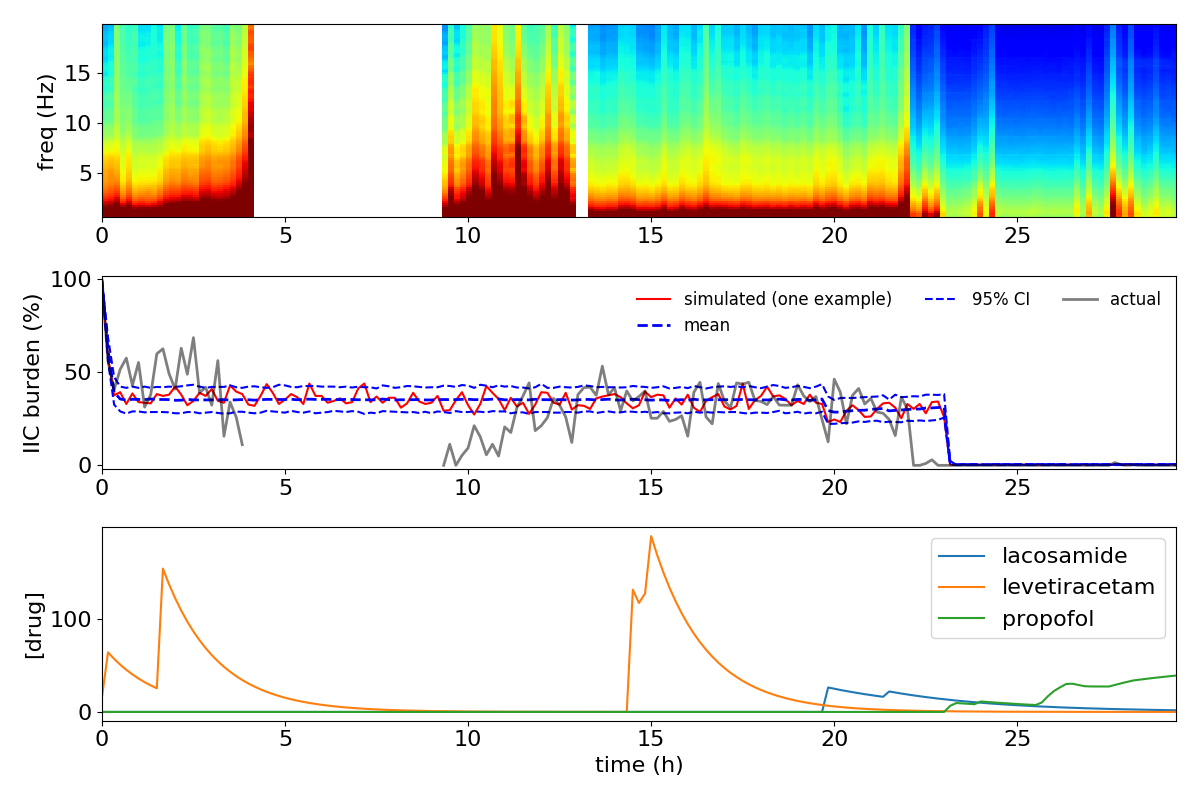 freq (Hz)
15
10
5
0 5 10 15 20 25
IIC burden (%)
100
50
0
simulated (one example) 95% CI actual
mean
0 5 10 15 20 25
[drug]
100
0
lacosamide
levetiracetam
propofol
0 5 10 15 20 25
time (h)